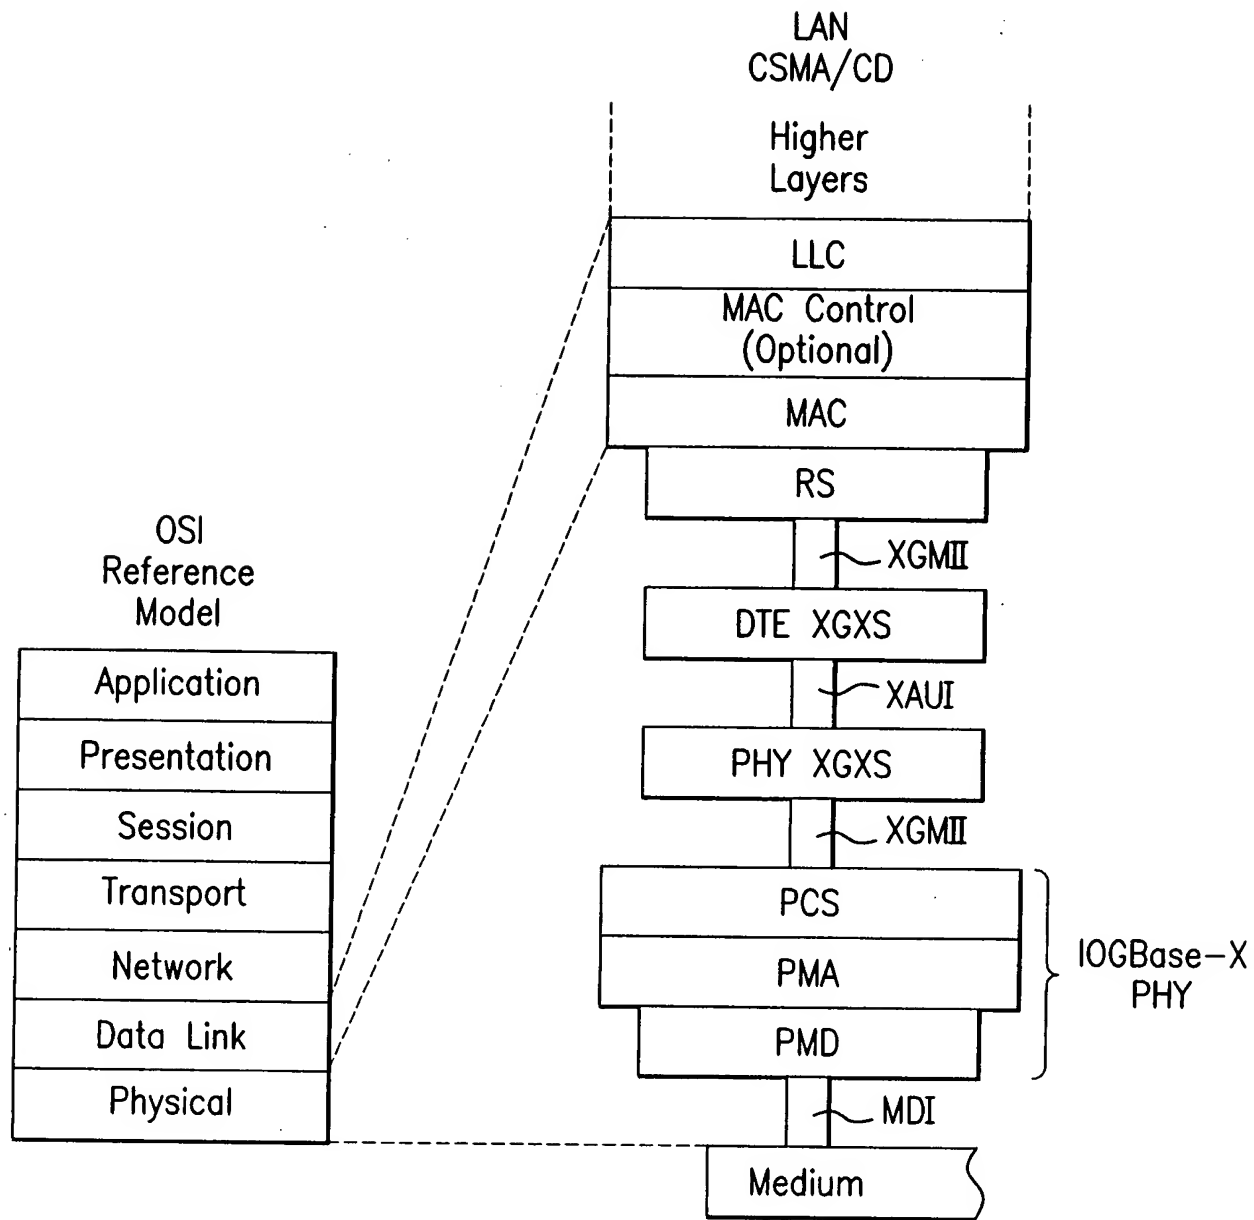 LAN
CSMA/CD
Higher
Layers
LLC
MAC Control
(Optional)
MAC
RS
XGMII
DTE XGXS
XAUI
PHY XGXS
XGMII
PCS
PMA
PMD
10GBase-X
PHY
MDI
Medium
OSI
Reference
Model
Application
Presentation
Session
Transport
Network
Data Link
Physical